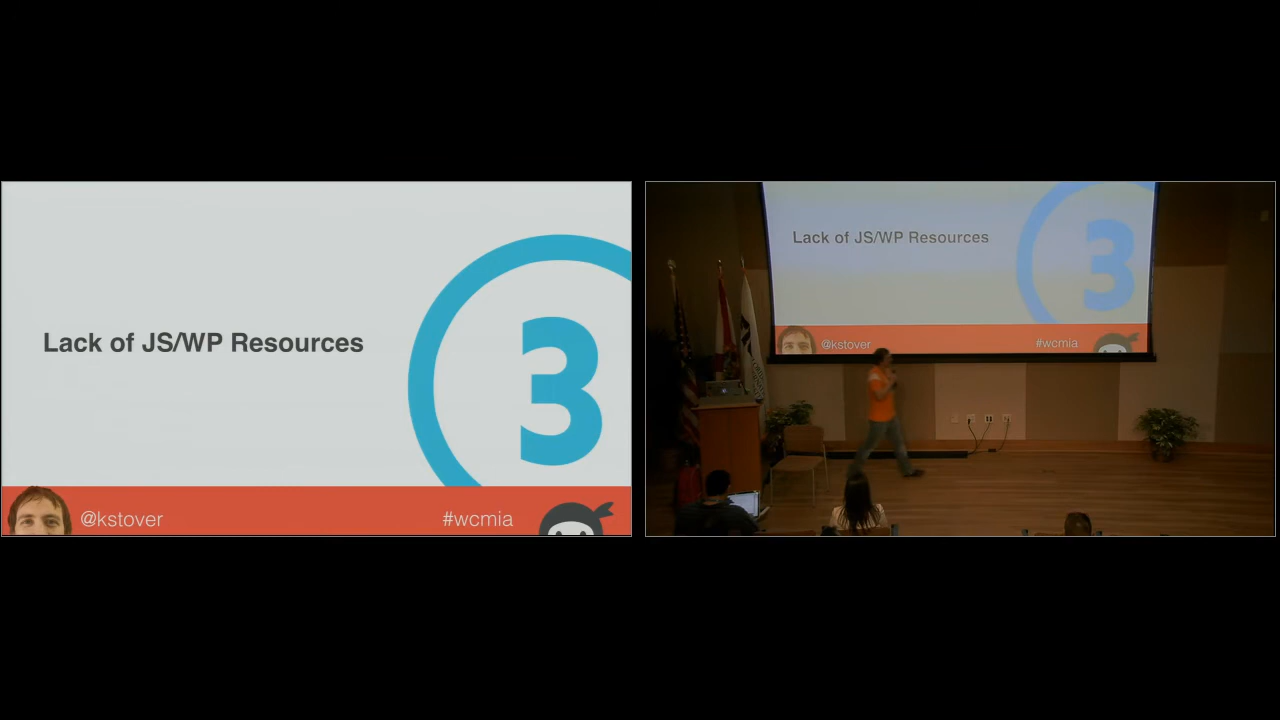 Lack of JS/WP Resources
3
@kstover
#wcmia
Lack of JS/WP Resources
3
@kstover
#wcmia